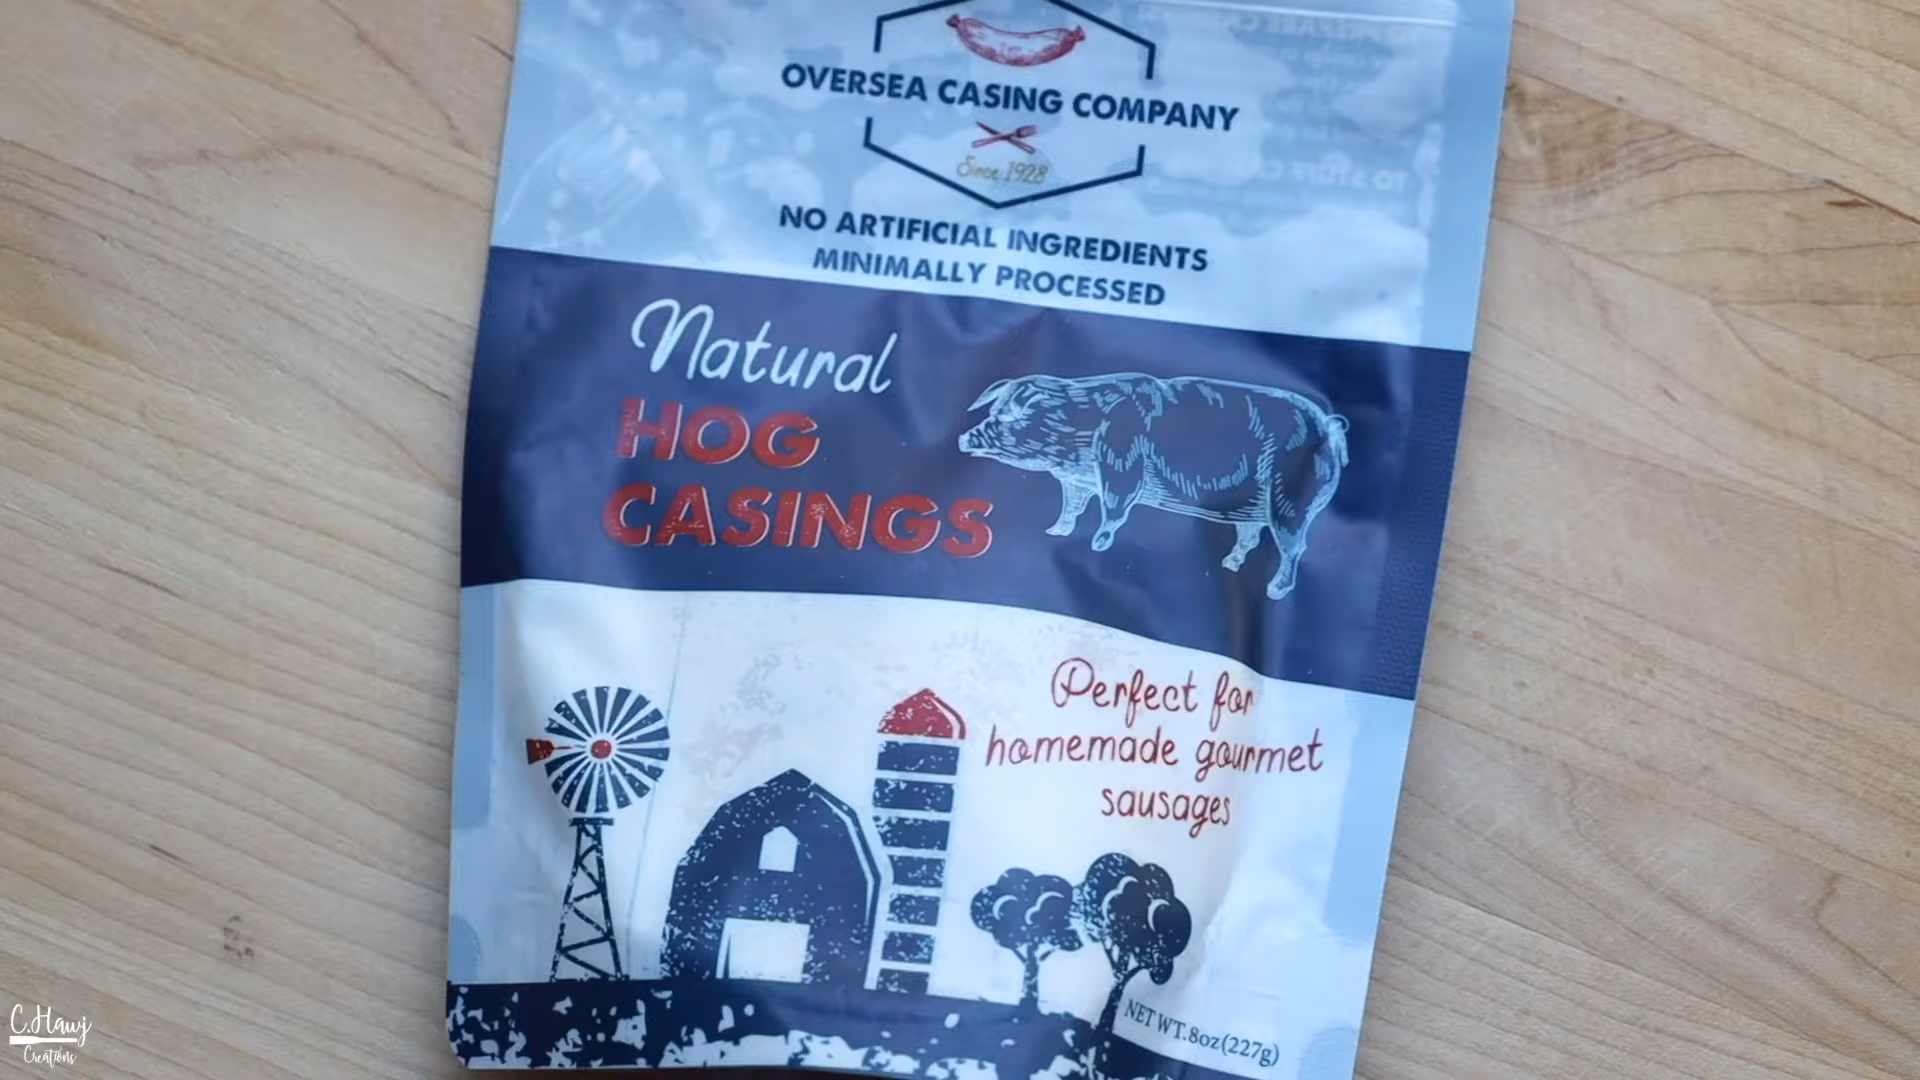 OVERSEA CASING COMPANY
Since 1928
NO ARTIFICIAL INGREDIENTS
MINIMALLY PROCESSED
Natural
HOG
CASINGS
Perfect for
homemade gourmet
sausages
NET WT.8oz(227g)
C.Hawj
Creations